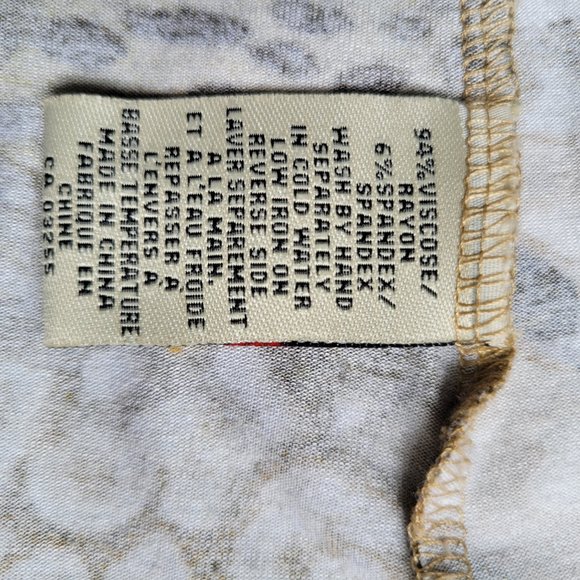 94% VISCOSE/
RAYON
6% SPANDEX/
SPANDEX
WASH BY HAND
SEPARATELY
IN COLD WATER
LOW IRON ON
REVERSE SIDE
LAVER SEPAREMENT
A LA MAIN,
ET À L'EAU FROIDE
RÉPASSER À
L'ENVERS À
BASSE TEMPERATURE
MADE IN CHINA
FABRIQUE EN
CHINE
CA 03255